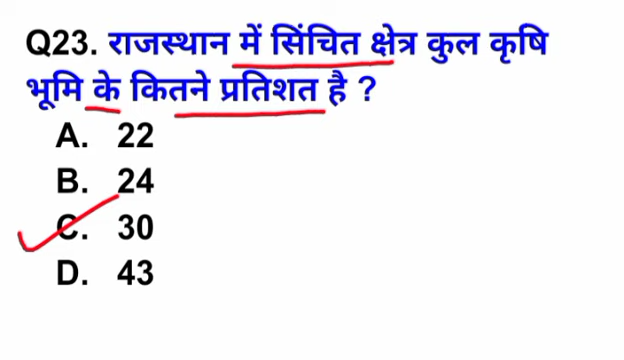 Q23. राजस्थान में सिंचित क्षेत्र कुल कृषि
भूमि के कितने प्रतिशत है ?
A. 22
B. 24
C. 30
D. 43